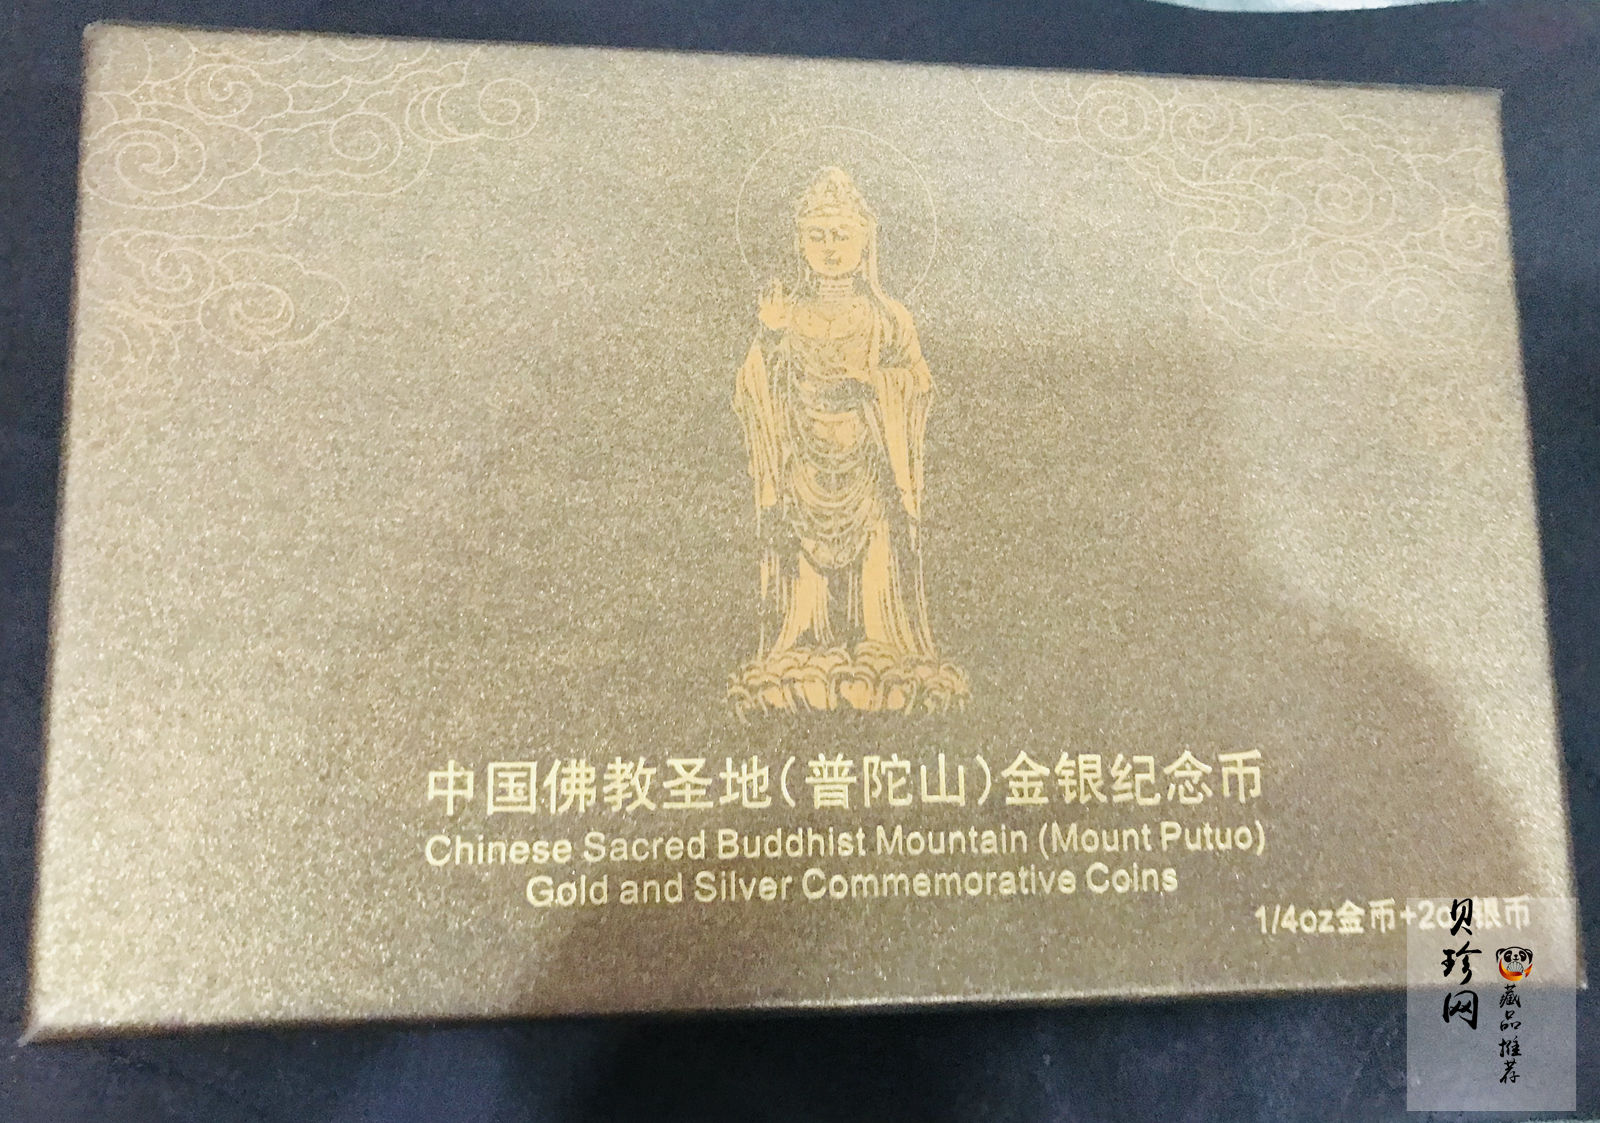 中国佛教圣地(普陀山)金银纪念币
Chinese Sacred Buddhist Mountain (Mount Putuo)
Gold and Silver Commemorative Coins
1/4oz金币+2oz银币
贝珍网
藏品推荐